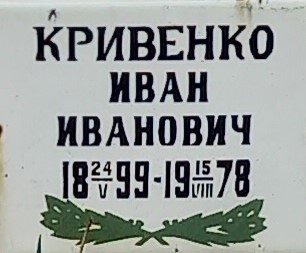 КРИВЕНКО
ИВАН
ИВАНОВИЧ
18 24/V 99-19 15/VIII 78